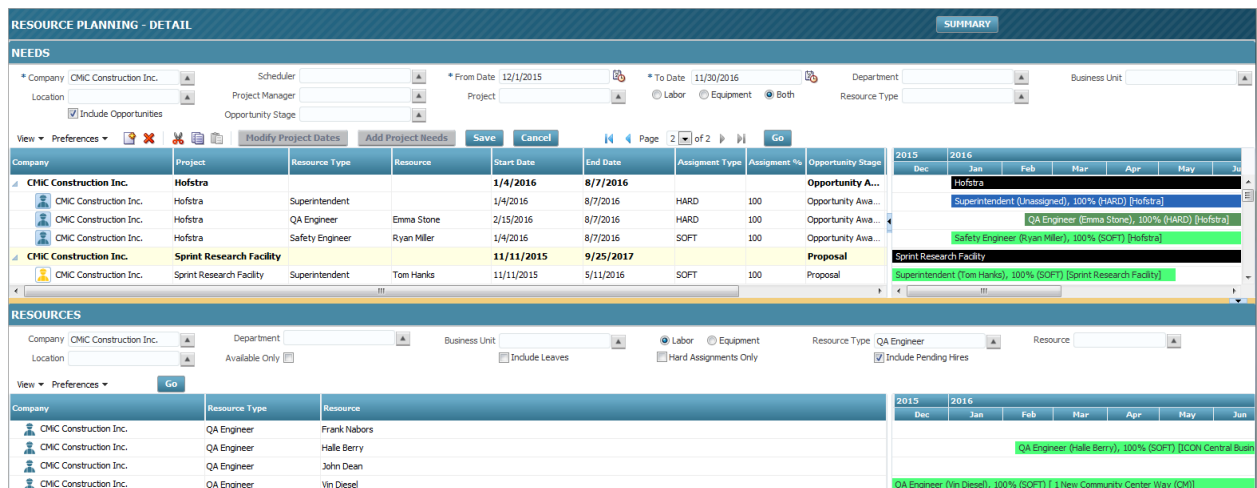 RESOURCE PLANNING - DETAIL SUMMARY
NEEDS
* Company CMiC Construction Inc. Scheduler * From Date 12/1/2015 * To Date 11/30/2016 Department Business Unit
Location Project Manager Project Labor Equipment Both Resource Type
Include Opportunities Opportunity Stage
View Preferences Modify Project Dates Add Project Needs Save Cancel Page 2 of 2 Go
Company Project Resource Type Resource Start Date End Date Assigment Type Assigment % Opportunity Stage 2015 2016
Dec Jan Feb Mar Apr May Ju
CMiC Construction Inc. Hofstra 1/4/2016 8/7/2016 Opportunity A... Hofstra
CMiC Construction Inc. Hofstra Superintendent 1/4/2016 8/7/2016 HARD 100 Opportunity Awa... Superintendent (Unassigned), 100% (HARD) [Hofstra]
CMiC Construction Inc. Hofstra QA Engineer Emma Stone 2/15/2016 8/7/2016 HARD 100 Opportunity Awa... QA Engineer (Emma Stone), 100% (HARD) [Hofstra]
CMiC Construction Inc. Hofstra Safety Engineer Ryan Miller 1/4/2016 8/7/2016 SOFT 100 Opportunity Awa... Safety Engineer (Ryan Miller), 100% (SOFT) [Hofstra]
CMiC Construction Inc. Sprint Research Facility 11/11/2015 9/25/2017 Proposal Sprint Research Facility
CMiC Construction Inc. Sprint Research Facility Superintendent Tom Hanks 11/11/2015 5/11/2016 SOFT 100 Proposal Superintendent (Tom Hanks), 100% (SOFT) [Sprint Research Facility]
RESOURCES
Company CMiC Construction Inc. Department Business Unit Labor Equipment Resource Type QA Engineer Resource
Location Available Only Include Leaves Hard Assignments Only Include Pending Hires
View Preferences Go
Company Resource Type Resource 2015 2016
Dec Jan Feb Mar Apr May Jun
CMiC Construction Inc. QA Engineer Frank Nabors
CMiC Construction Inc. QA Engineer Halle Berry QA Engineer (Halle Berry), 100% (SOFT) [ICON Central Busin
CMiC Construction Inc. QA Engineer John Dean
CMiC Construction Inc. QA Engineer Vin Diesel QA Engineer (Vin Diesel), 100% (SOFT) [ 1 New Community Center Way (CM)]